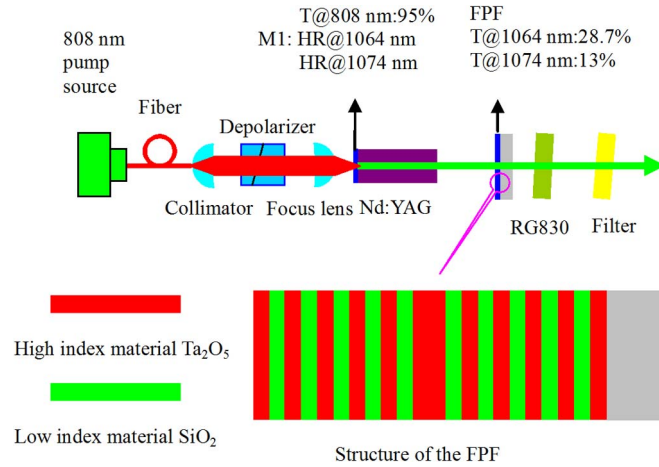 808 nm
pump
source
Fiber
Depolarizer
T@808 nm:95%
M1: HR@1064 nm
HR@1074 nm
FPF
T@1064 nm:28.7%
T@1074 nm:13%
Collimator
Focus lens
Nd:YAG
RG830
Filter
High index material Ta₂O₅
Low index material SiO₂
Structure of the FPF